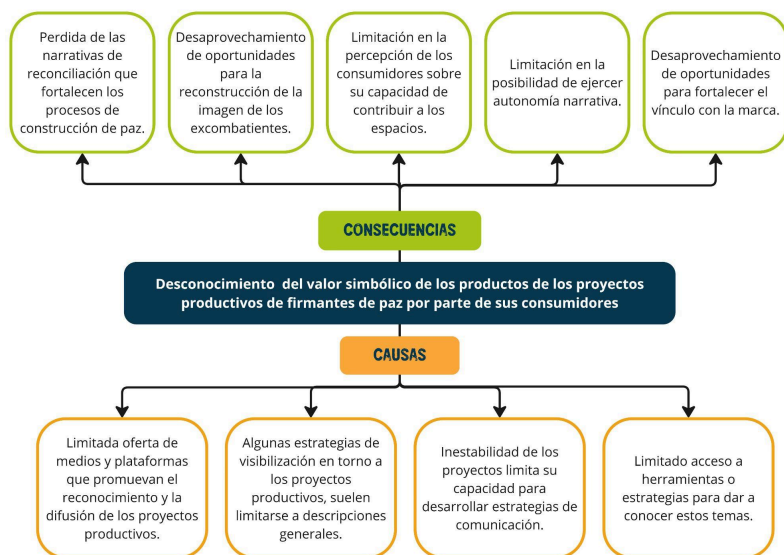 Perdida de las
narrativas de
reconciliación que
fortalecen los
procesos de
construcción de paz.
Desaprovechamiento
de oportunidades
para la
reconstrucción de la
imagen de los
excombatientes.
Limitación en la
percepción de los
consumidores sobre
su capacidad de
contribuir a los
espacios.
Limitación en la
posibilidad de ejercer
autonomía narrativa.
Desaprovechamiento
de oportunidades
para fortalecer el
vínculo con la marca.
CONSECUENCIAS
Desconocimiento del valor simbólico de los productos de los proyectos
productivos de firmantes de paz por parte de sus consumidores
CAUSAS
Limitada oferta de
medios y plataformas
que promuevan el
reconocimiento y la
difusión de los proyectos
productivos.
Algunas estrategias de
visibilización en torno a
los proyectos
productivos, suelen
limitarse a descripciones
generales.
Inestabilidad de los
proyectos limita su
capacidad para
desarrollar estrategias de
comunicación.
Limitado acceso a
herramientas o
estrategias para dar a
conocer estos temas.